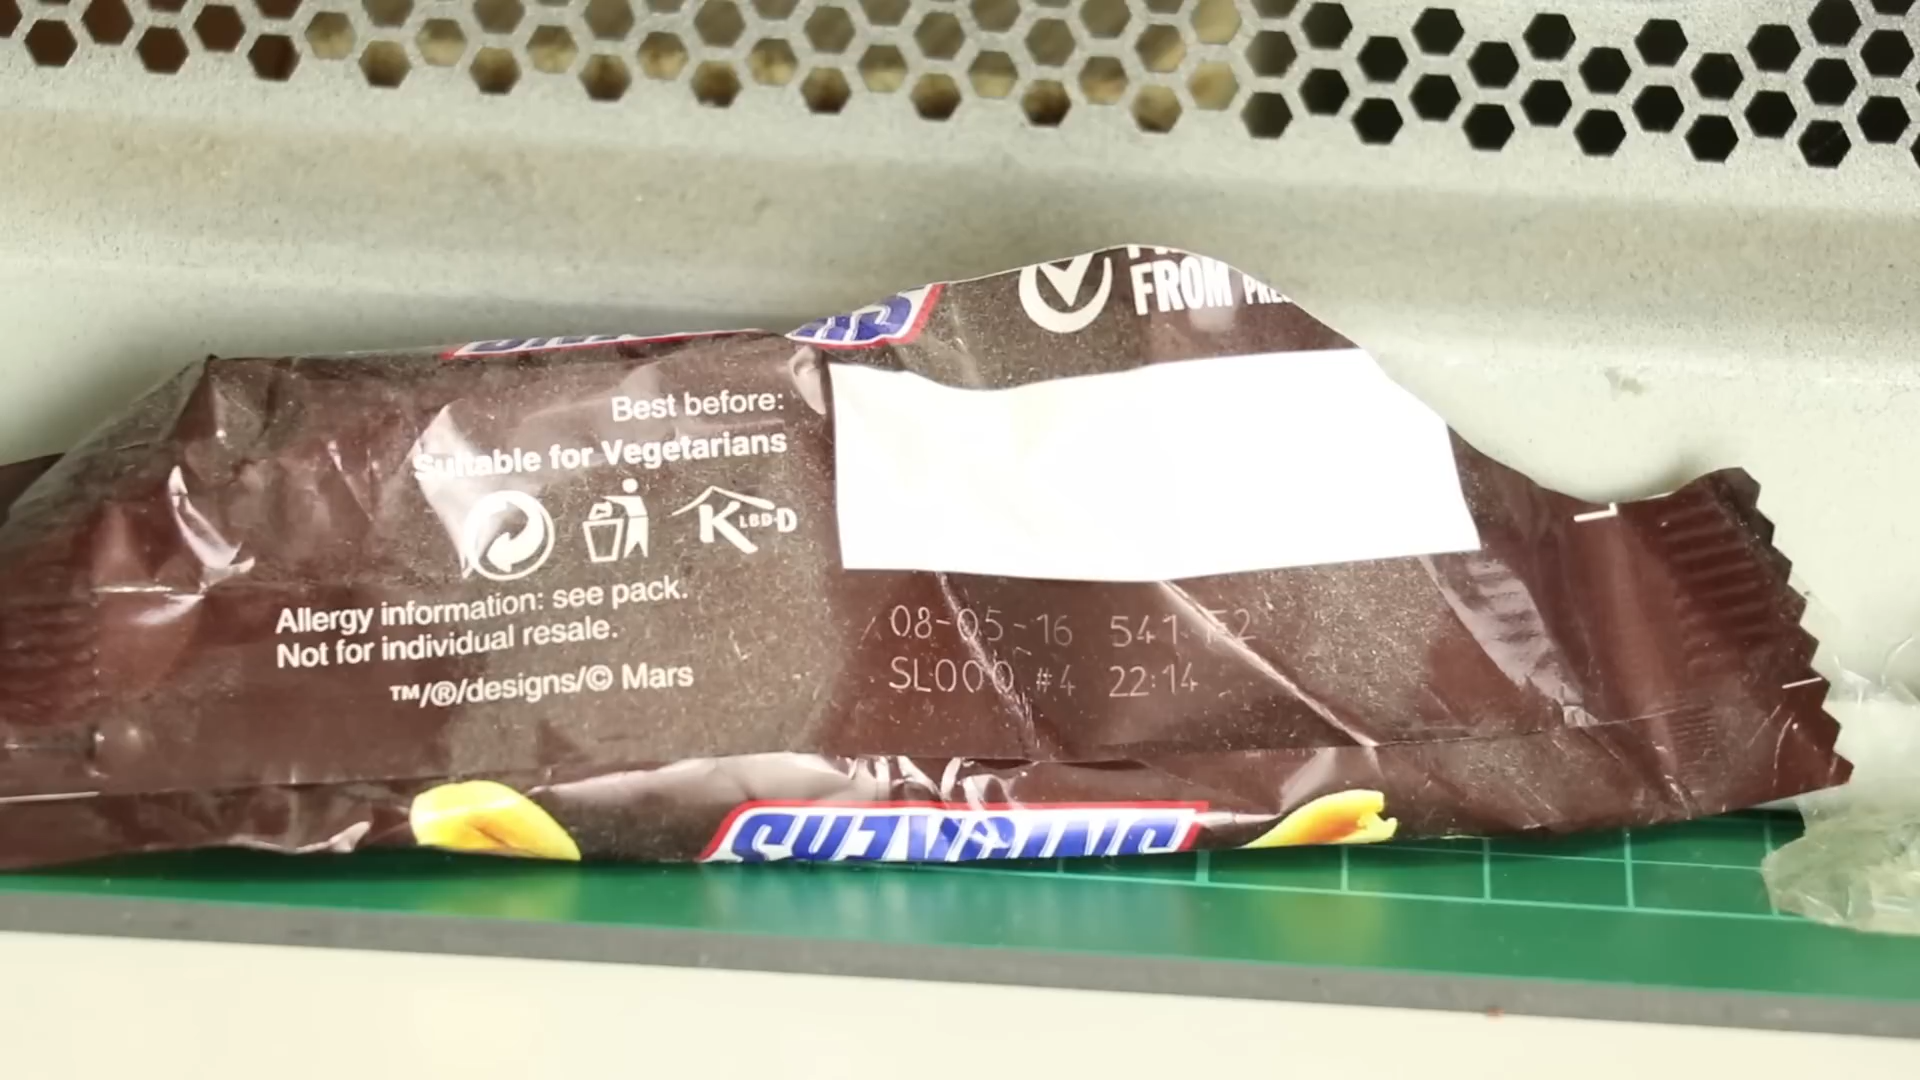 FROM
Best before:
Suitable for Vegetarians
K LBD-D
Allergy information: see pack.
Not for individual resale.
™/®/designs/© Mars
08-05-16 541 E2
SL000 #4 22:14
SNICKERS